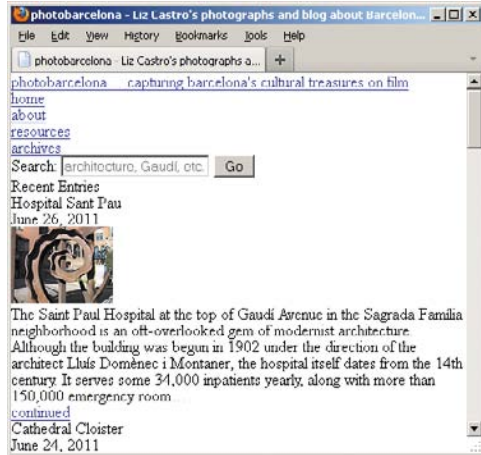 photobarcelona - Liz Castro's photographs and blog about Barcelon...
File Edit View History Bookmarks Tools Help
photobarcelona - Liz Castro's photographs a...
photobarcelona capturing barcelona's cultural treasures on film
home
about
resources
archives
Search: architecture, Gaudí, etc. Go
Recent Entries
Hospital Sant Pau
June 26, 2011
The Saint Paul Hospital at the top of Gaudí Avenue in the Sagrada Familia
neighborhood is an oft-overlooked gem of modernist architecture.
Although the building was begun in 1902 under the direction of the
architect Lluís Domènec i Montaner, the hospital itself dates from the 14th
century. It serves some 34,000 inpatients yearly, along with more than
150,000 emergency room ...
continued
Cathedral Cloister
June 24, 2011